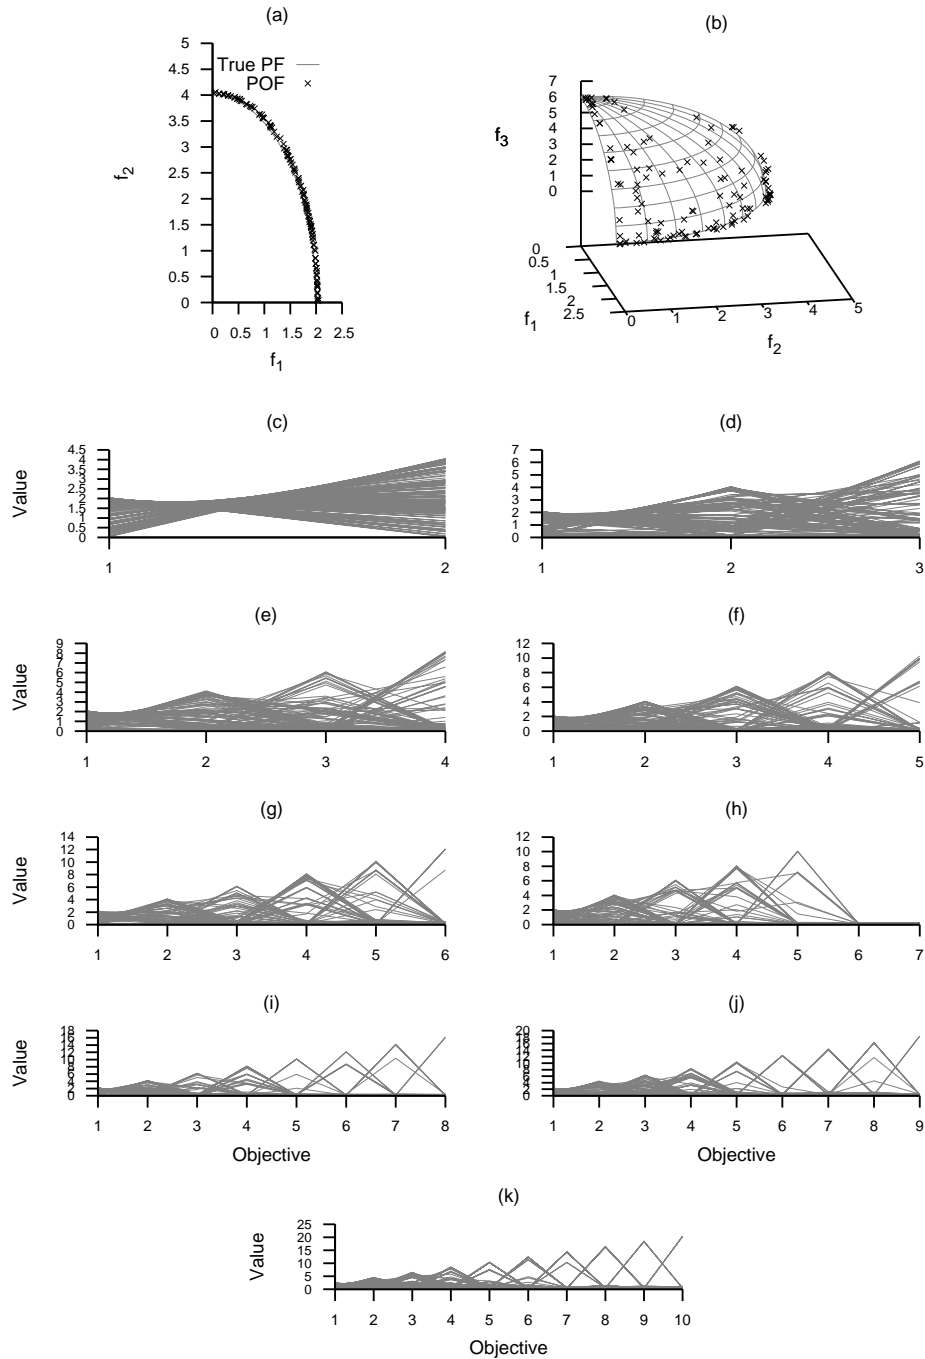 (a)
5
4.5
4
3.5
3
2.5
2
1.5
1
0.5
0
True PF
POF
f2
0 0.5 1 1.5 2 2.5
f1
(b)
7
6
5
4
3
2
1
0
f3
0
0.5
1
1.5
2
2.5
f1
0 1 2 3 4 5
f2
(c)
4.5
4
3.5
3
2.5
2
1.5
1
0.5
0
Value
1 2
(d)
7
6
5
4
3
2
1
0
1 2 3
(e)
9
8
7
6
5
4
3
2
1
0
Value
1 2 3 4
(f)
12
10
8
6
4
2
0
1 2 3 4 5
(g)
14
12
10
8
6
4
2
0
Value
1 2 3 4 5 6
(h)
12
10
8
6
4
2
0
1 2 3 4 5 6 7
(i)
18
16
14
12
10
8
6
4
2
0
Value
1 2 3 4 5 6 7 8
Objective
(j)
20
18
16
14
12
10
8
6
4
2
0
1 2 3 4 5 6 7 8 9
Objective
(k)
25
20
15
10
5
0
Value
1 2 3 4 5 6 7 8 9 10
Objective